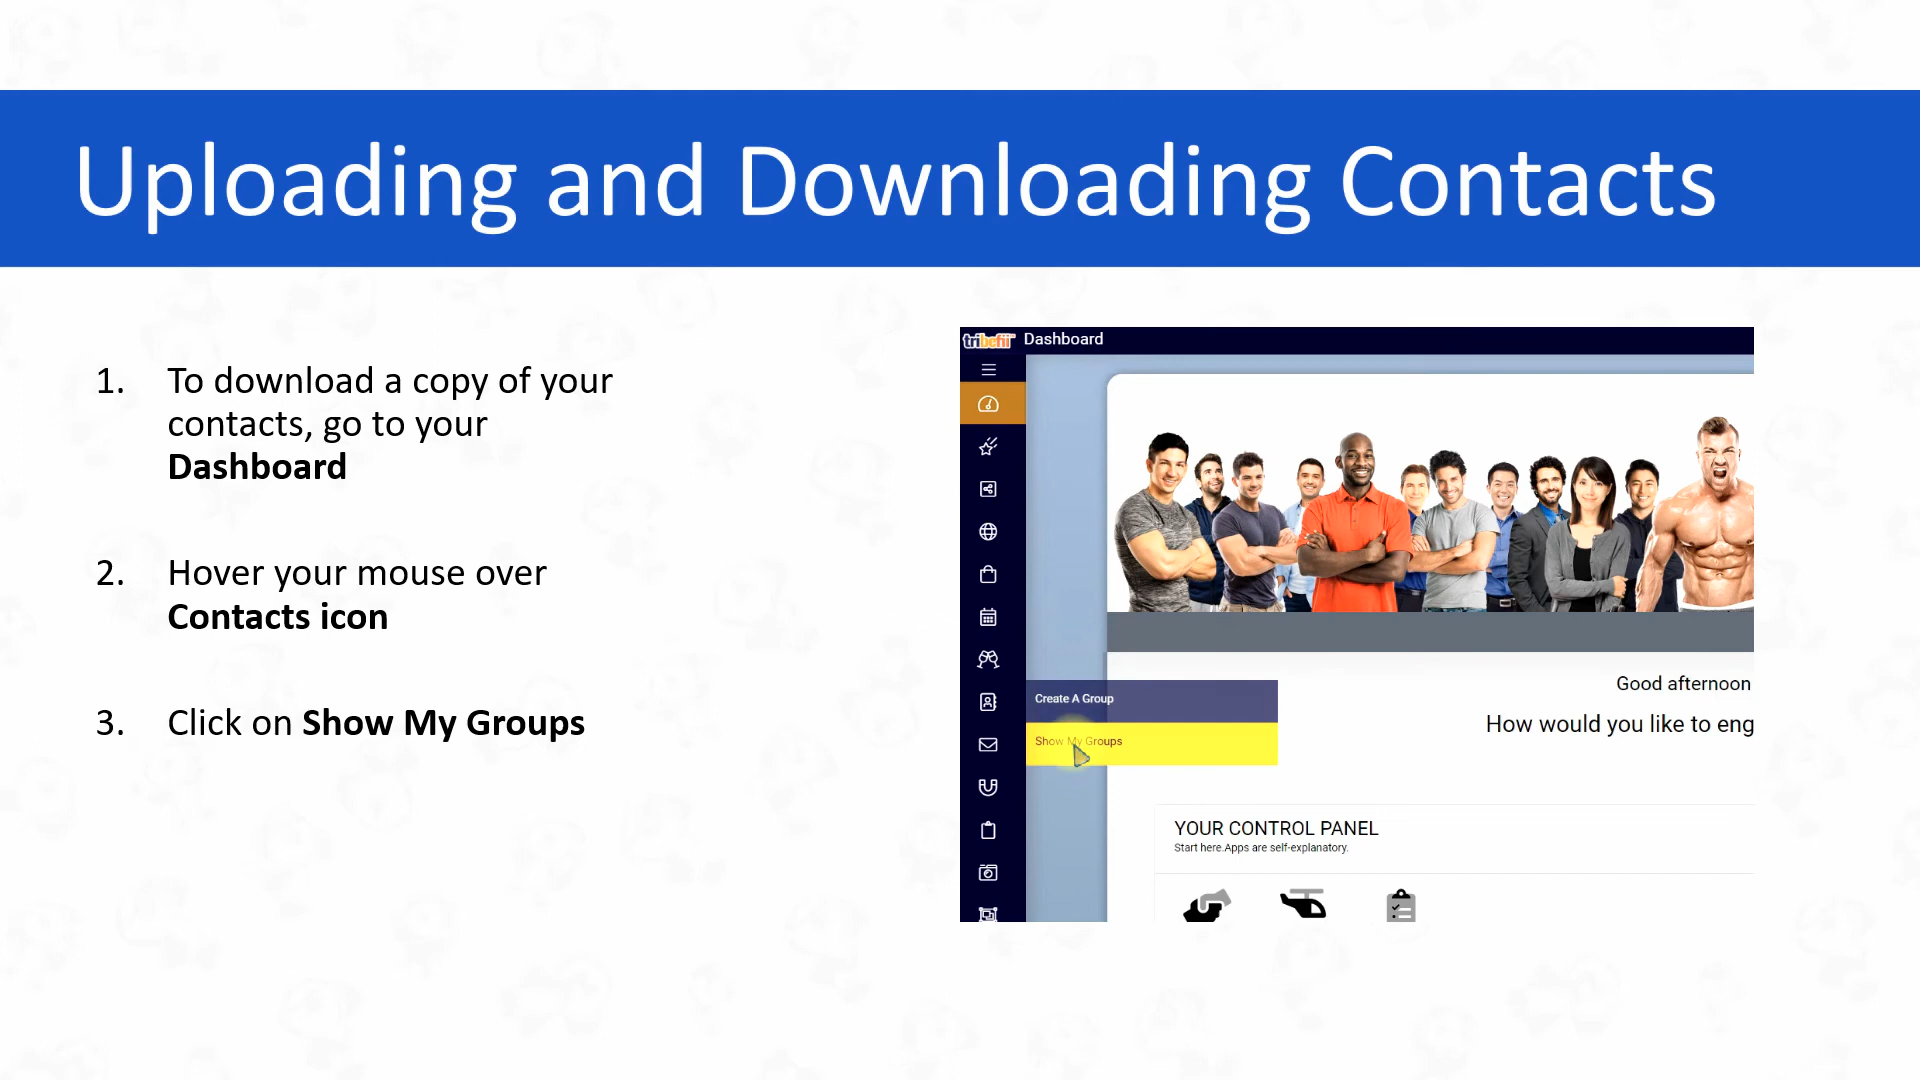 Uploading and Downloading Contacts
1. To download a copy of your
contacts, go to your
Dashboard
2. Hover your mouse over
Contacts icon
3. Click on Show My Groups
tribefii Dashboard
Create A Group
Show My Groups
Good afternoon
How would you like to eng
YOUR CONTROL PANEL
Start here.Apps are self-explanatory.